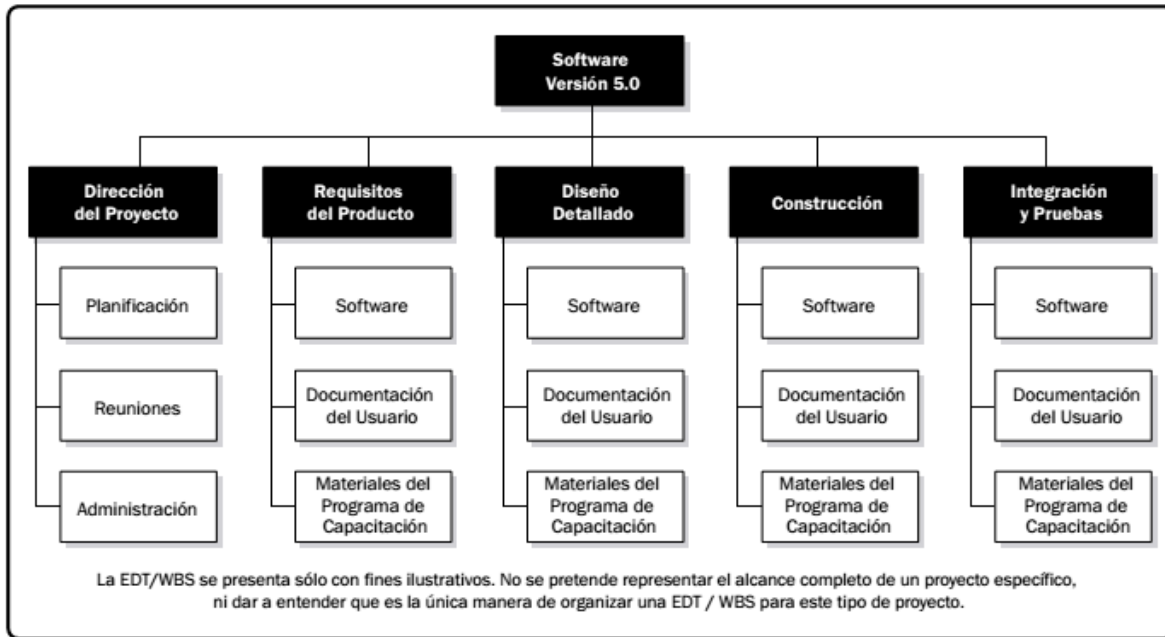 Software
Versión 5.0
Dirección
del Proyecto
Requisitos
del Producto
Diseño
Detallado
Construcción
Integración
y Pruebas
Planificación
Software
Software
Software
Software
Reuniones
Documentación
del Usuario
Documentación
del Usuario
Documentación
del Usuario
Documentación
del Usuario
Administración
Materiales del
Programa de
Capacitación
Materiales del
Programa de
Capacitación
Materiales del
Programa de
Capacitación
Materiales del
Programa de
Capacitación
La EDT/WBS se presenta sólo con fines ilustrativos. No se pretende representar el alcance completo de un proyecto específico,
ni dar a entender que es la única manera de organizar una EDT / WBS para este tipo de proyecto.